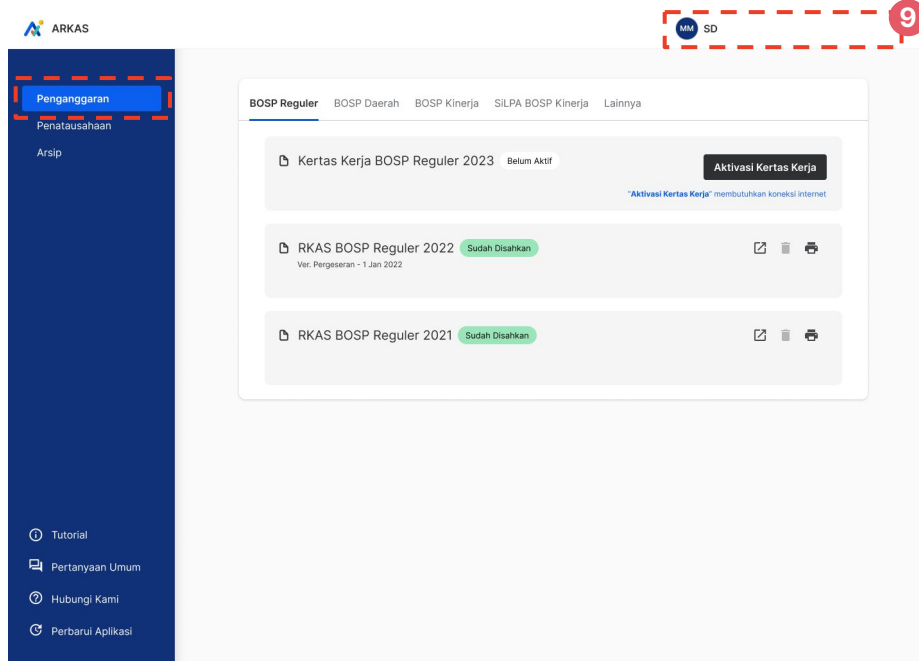 ARKAS
MM SD
9
Penganggaran
Penatausahaan
Arsip
BOSP Reguler BOSP Daerah BOSP Kinerja SiLPA BOSP Kinerja Lainnya
Kertas Kerja BOSP Reguler 2023 Belum Aktif
Aktivasi Kertas Kerja
"Aktivasi Kertas Kerja" membutuhkan koneksi internet
RKAS BOSP Reguler 2022 Sudah Disahkan
Ver. Pergeseran - 1 Jan 2022
RKAS BOSP Reguler 2021 Sudah Disahkan
Tutorial
Pertanyaan Umum
Hubungi Kami
Perbarui Aplikasi